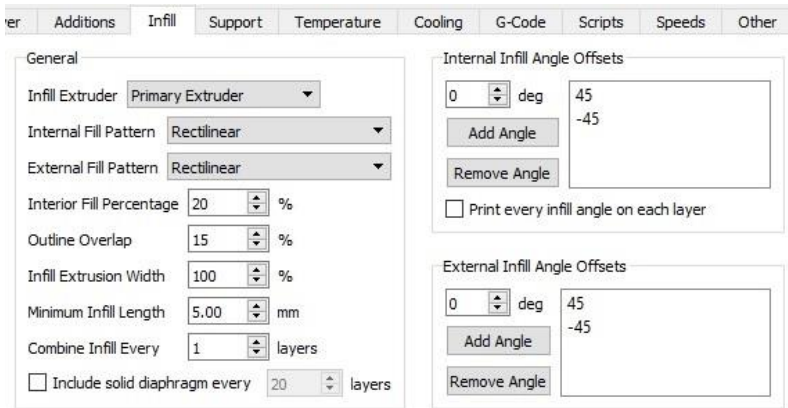 er Additions Infill Support Temperature Cooling G-Code Scripts Speeds Other
General
Infill Extruder Primary Extruder
Internal Fill Pattern Rectilinear
External Fill Pattern Rectilinear
Interior Fill Percentage 20 %
Outline Overlap 15 %
Infill Extrusion Width 100 %
Minimum Infill Length 5.00 mm
Combine Infill Every 1 layers
Include solid diaphragm every 20 layers
Internal Infill Angle Offsets
0 deg 45
-45
Add Angle
Remove Angle
Print every infill angle on each layer
External Infill Angle Offsets
0 deg 45
-45
Add Angle
Remove Angle